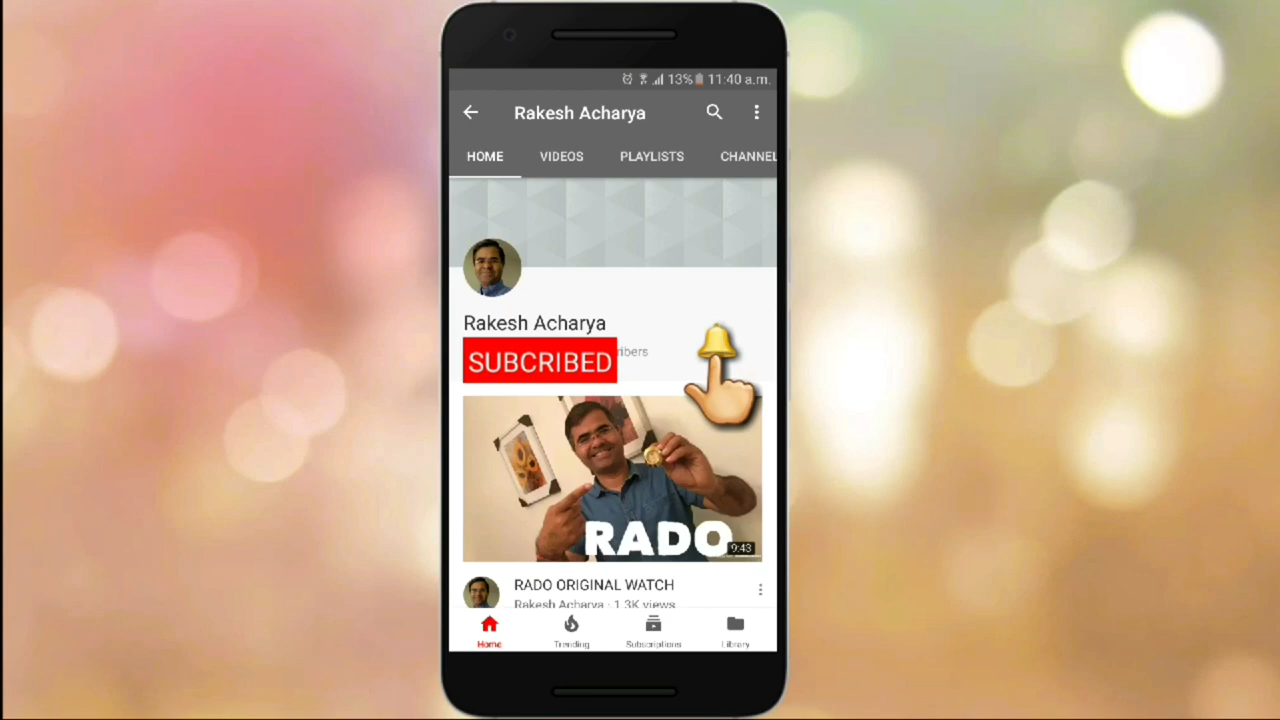 13% 11:40 a.m.
Rakesh Acharya
HOME VIDEOS PLAYLISTS CHANNEL
Rakesh Acharya
SUBCRIBED ribers
RADO
9:43
RADO ORIGINAL WATCH
Rakesh Acharya · 1.3K views
Home Trending Subscriptions Library